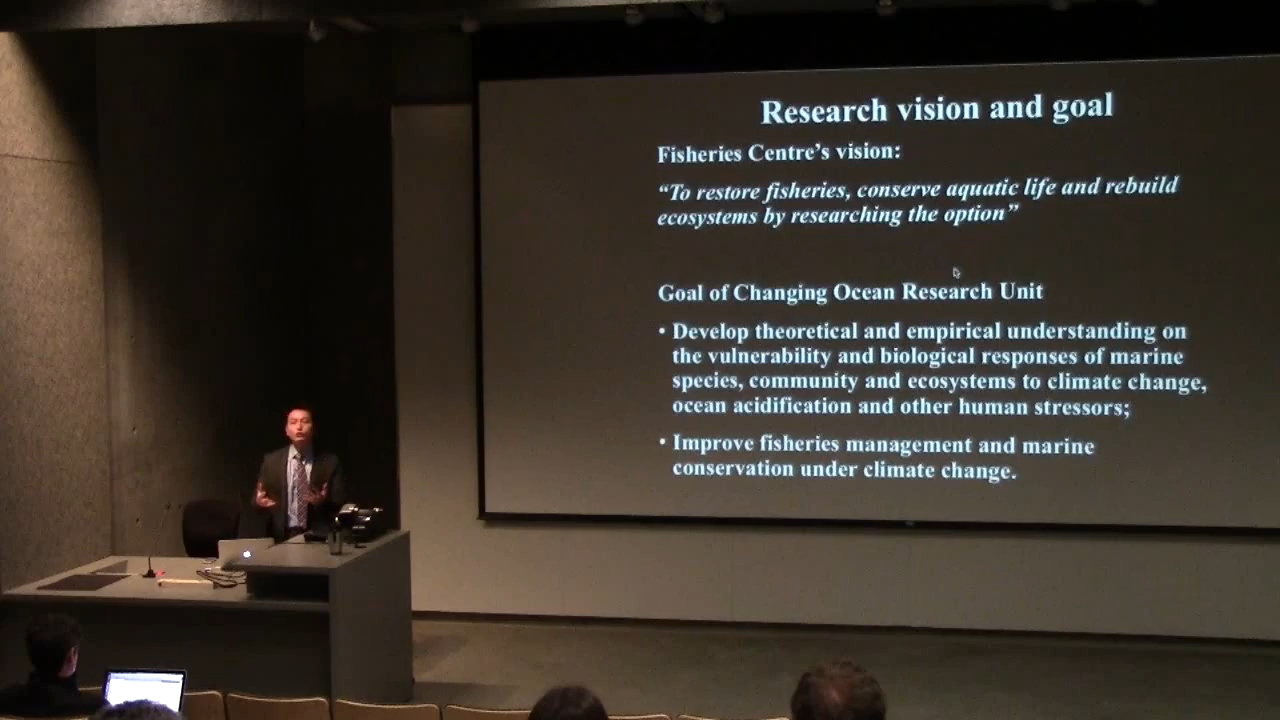 Research vision and goal
Fisheries Centre’s vision:
“To restore fisheries, conserve aquatic life and rebuild
ecosystems by researching the option”
Goal of Changing Ocean Research Unit
• Develop theoretical and empirical understanding on
the vulnerability and biological responses of marine
species, community and ecosystems to climate change,
ocean acidification and other human stressors;
• Improve fisheries management and marine
conservation under climate change.